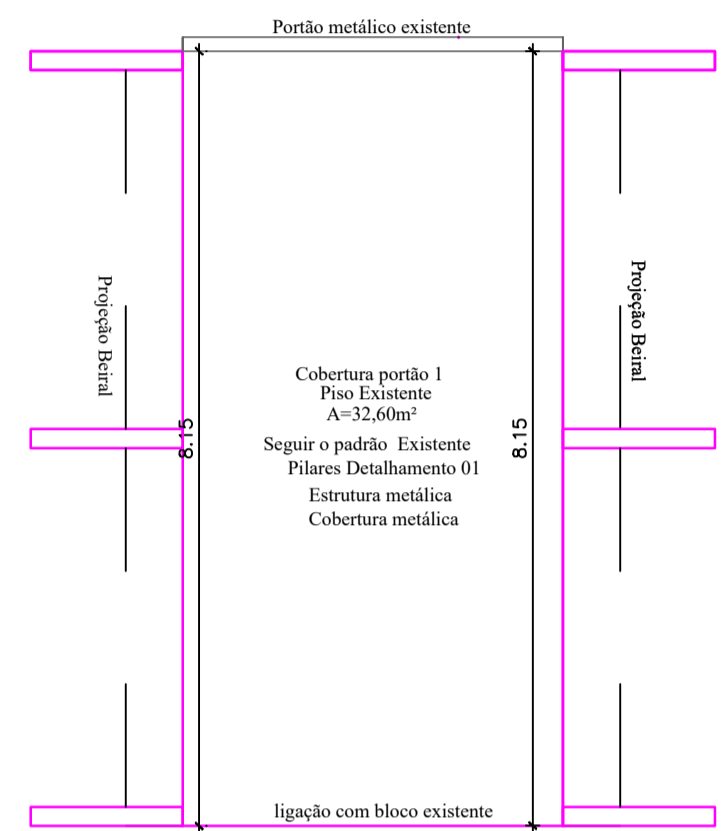 Portão metálico existente
Projeção Beiral
Projeção Beiral
Cobertura portão 1
Piso Existente
A=32,60m²
8.15
8.15
Seguir o padrão Existente
Pilares Detalhamento 01
Estrutura metálica
Cobertura metálica
ligação com bloco existente